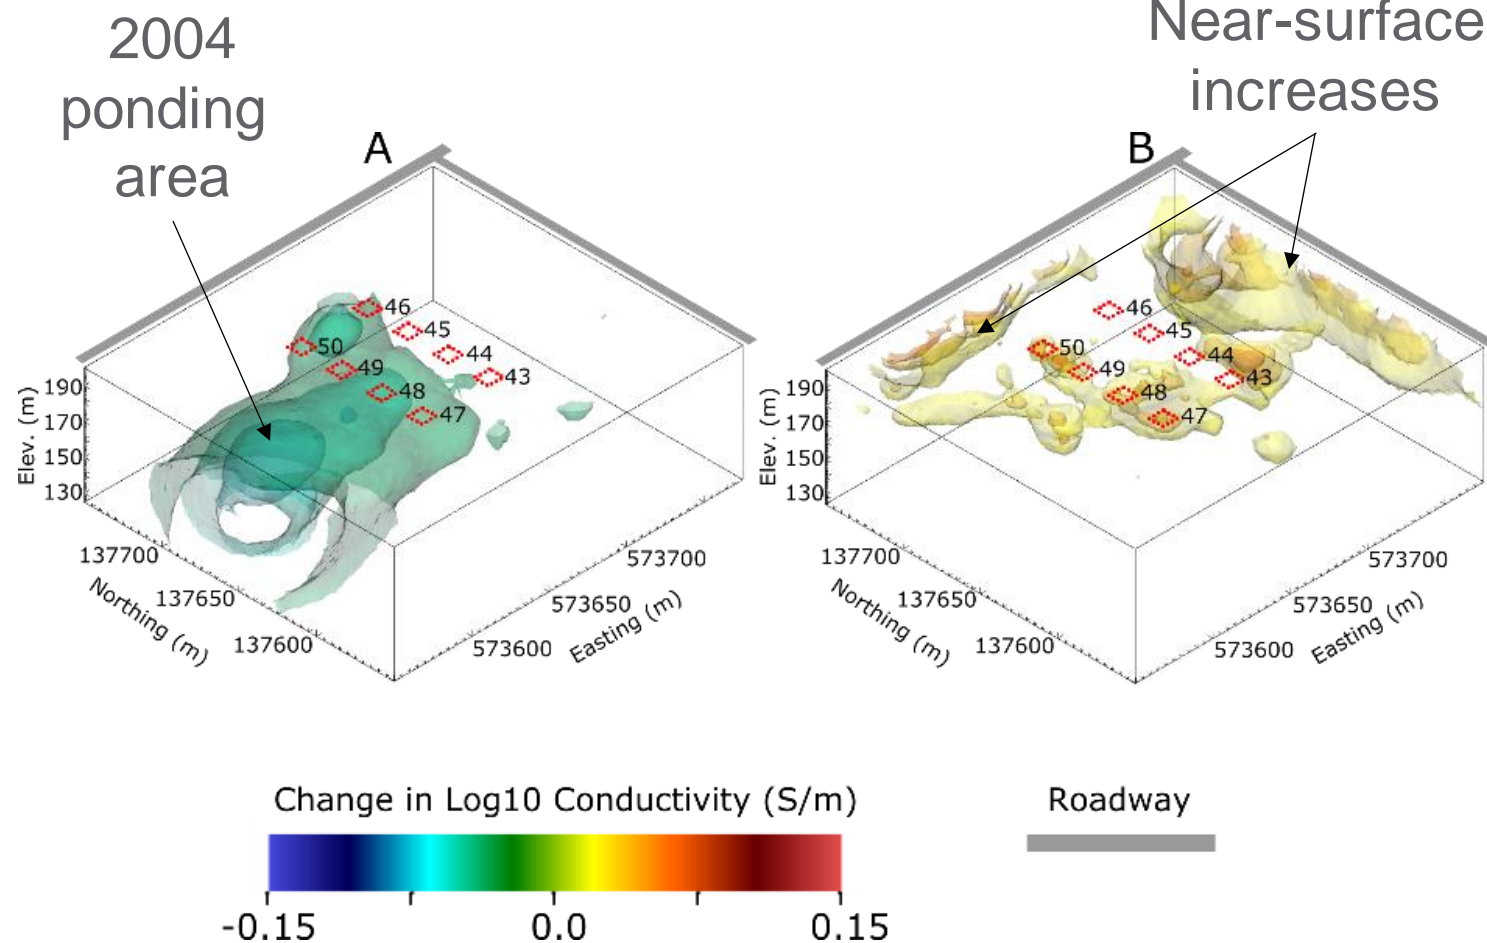 2004
ponding
area
Near-surface
increases
A
46
45
44
43
50
49
48
47
190
170
150
130
Elev. (m)
137700
137650
137600
Northing (m)
573600
573650
573700
Easting (m)
B
46
45
44
43
50
49
48
47
190
170
150
130
Elev. (m)
137700
137650
137600
Northing (m)
573600
573650
573700
Easting (m)
Change in Log10 Conductivity (S/m)
-0.15
0.0
0.15
Roadway